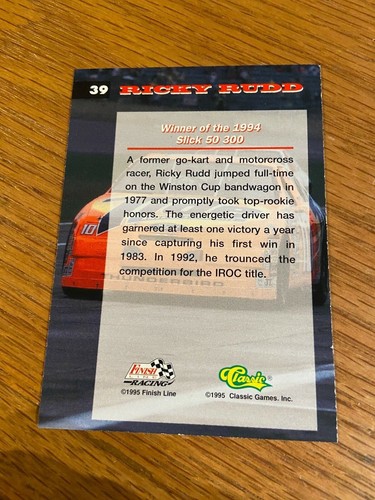 39 RICKY RUDD
Winner of the 1994
Slick 50 300
A former go-kart and motorcross
racer, Ricky Rudd jumped full-time
on the Winston Cup bandwagon in
1977 and promptly took top-rookie
honors. The energetic driver has
garnered at least one victory a year
since capturing his first win in
1983. In 1992, he trounced the
competition for the IROC title.
10
THUNDERBIRD
FINISH
LINE
RACING
Classic®
©1995 Finish Line
©1995 Classic Games. Inc.